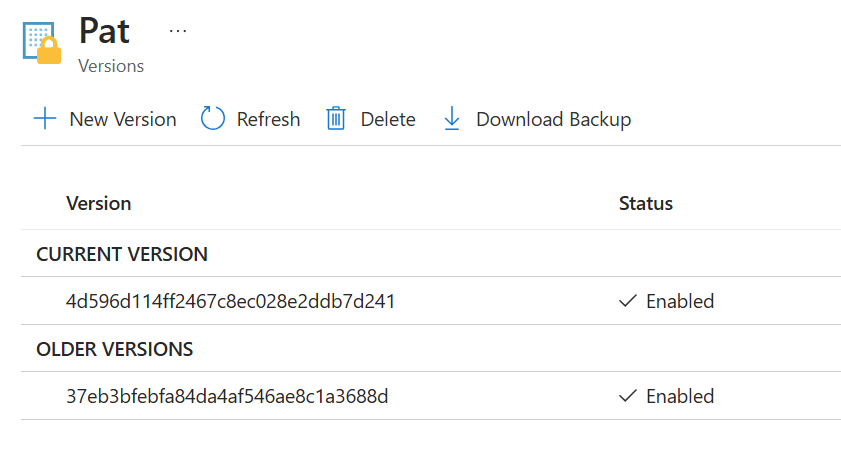 Pat ...
Versions
New Version Refresh Delete Download Backup
Version Status
CURRENT VERSION
4d596d114ff2467c8ec028e2ddb7d241 Enabled
OLDER VERSIONS
37eb3bfebfa84da4af546ae8c1a3688d Enabled